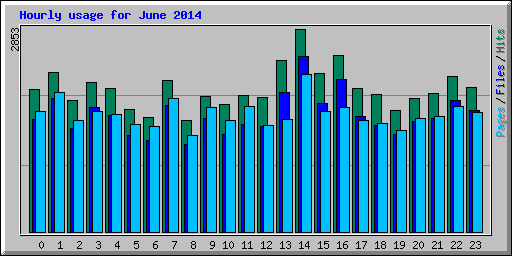 Hourly usage for June 2014
2853
Pages / Files / Hits
0 1 2 3 4 5 6 7 8 9 10 11 12 13 14 15 16 17 18 19 20 21 22 23